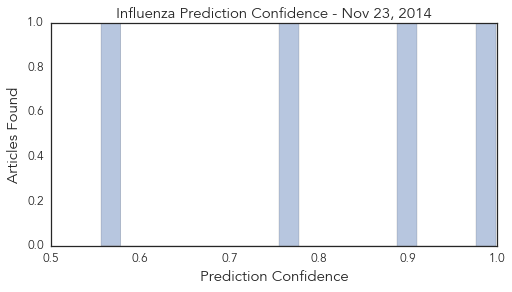 Influenza Prediction Confidence - Nov 23, 2014
1.0
0.8
0.6
0.4
0.2
0.0
Articles Found
0.5 0.6 0.7 0.8 0.9 1.0
Prediction Confidence